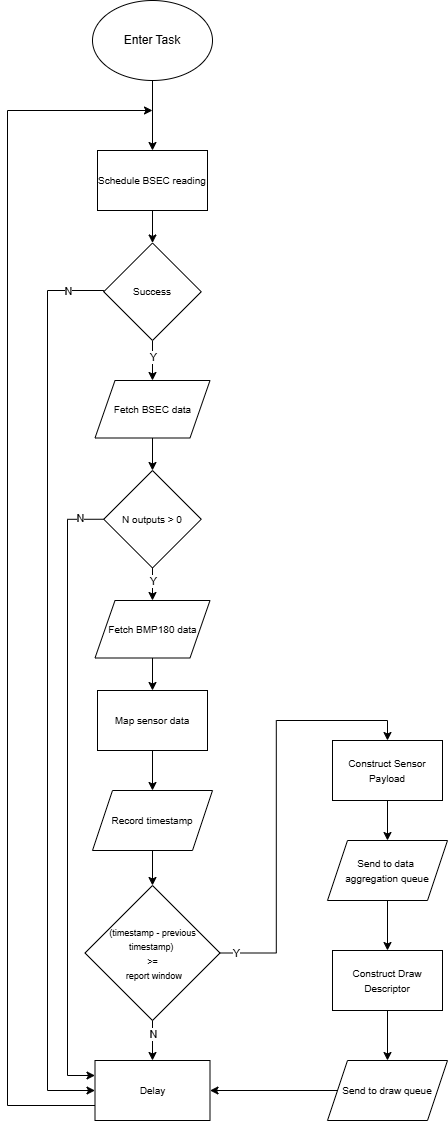 Enter Task
Schedule BSEC reading
Success
N
Y
Fetch BSEC data
N outputs > 0
N
Y
Fetch BMP180 data
Map sensor data
Record timestamp
(timestamp - previous
timestamp)
>=
report window
Y
N
Construct Sensor
Payload
Send to data
aggregation queue
Construct Draw
Descriptor
Send to draw queue
Delay